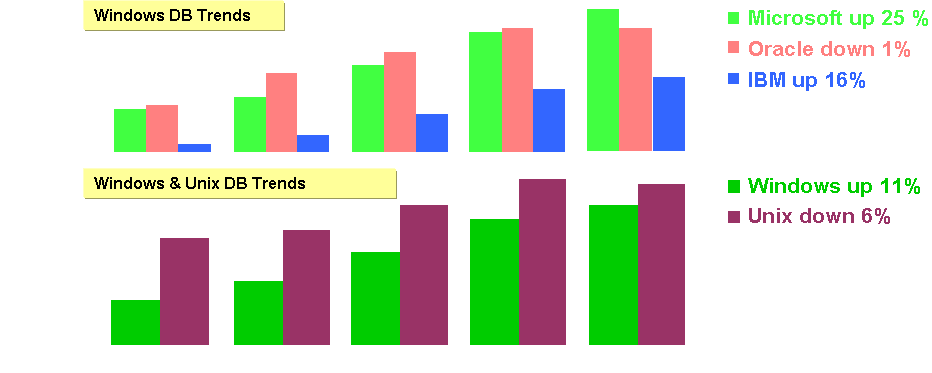 Windows DB Trends
Microsoft up 25 %
Oracle down 1%
IBM up 16%
Windows & Unix DB Trends
Windows up 11%
Unix down 6%